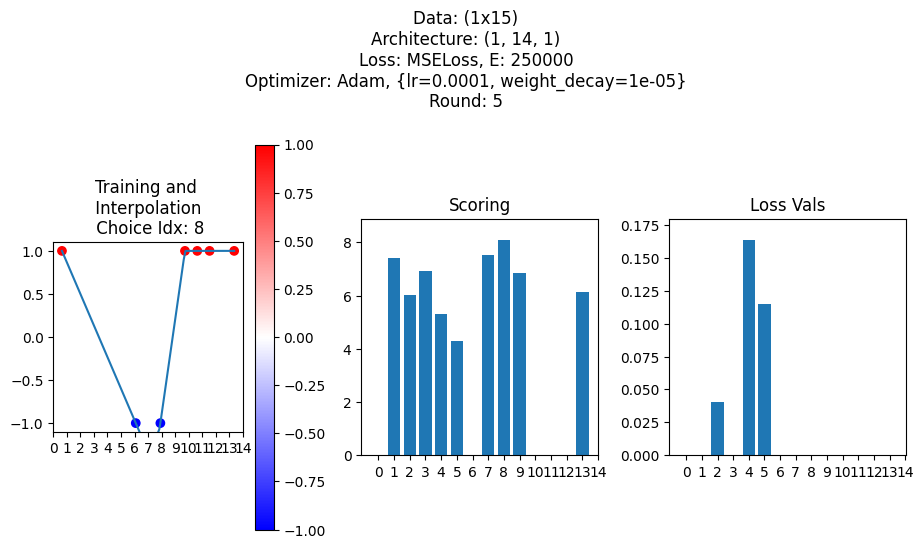 Data: (1x15)
Architecture: (1, 14, 1)
Loss: MSELoss, E: 250000
Optimizer: Adam, {lr=0.0001, weight_decay=1e-05}
Round: 5
Training and
Interpolation
Choice Idx: 8
1.0
0.5
0.0
−0.5
−1.0
0 1 2 3 4 5 6 7 8 9 10 11 12 13 14
1.00
0.75
0.50
0.25
0.00
−0.25
−0.50
−0.75
−1.00
Scoring
8
6
4
2
0
0 1 2 3 4 5 6 7 8 9 10 11 12 13 14
Loss Vals
0.175
0.150
0.125
0.100
0.075
0.050
0.025
0.000
0 1 2 3 4 5 6 7 8 9 10 11 12 13 14